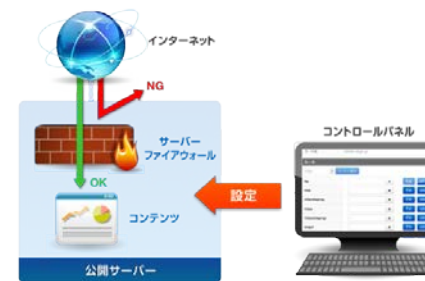 インターネット
NG
サーバー
ファイアウォール
OK
コンテンツ
公開サーバー
設定
コントロールパネル